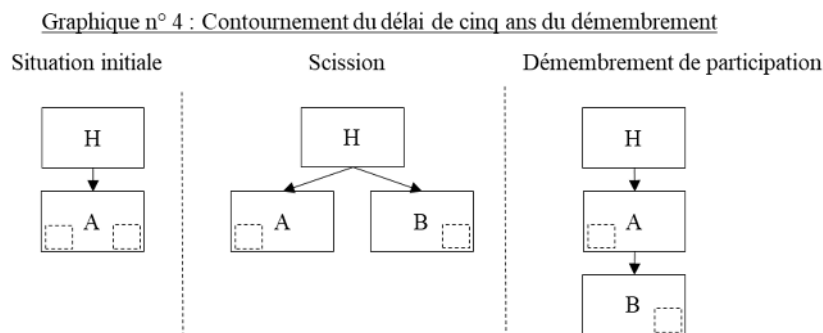 Graphique n° 4 : Contournement du délai de cinq ans du démembrement
Situation initiale
Scission
Démembrement de participation
H
H
H
A
A
B
A
B